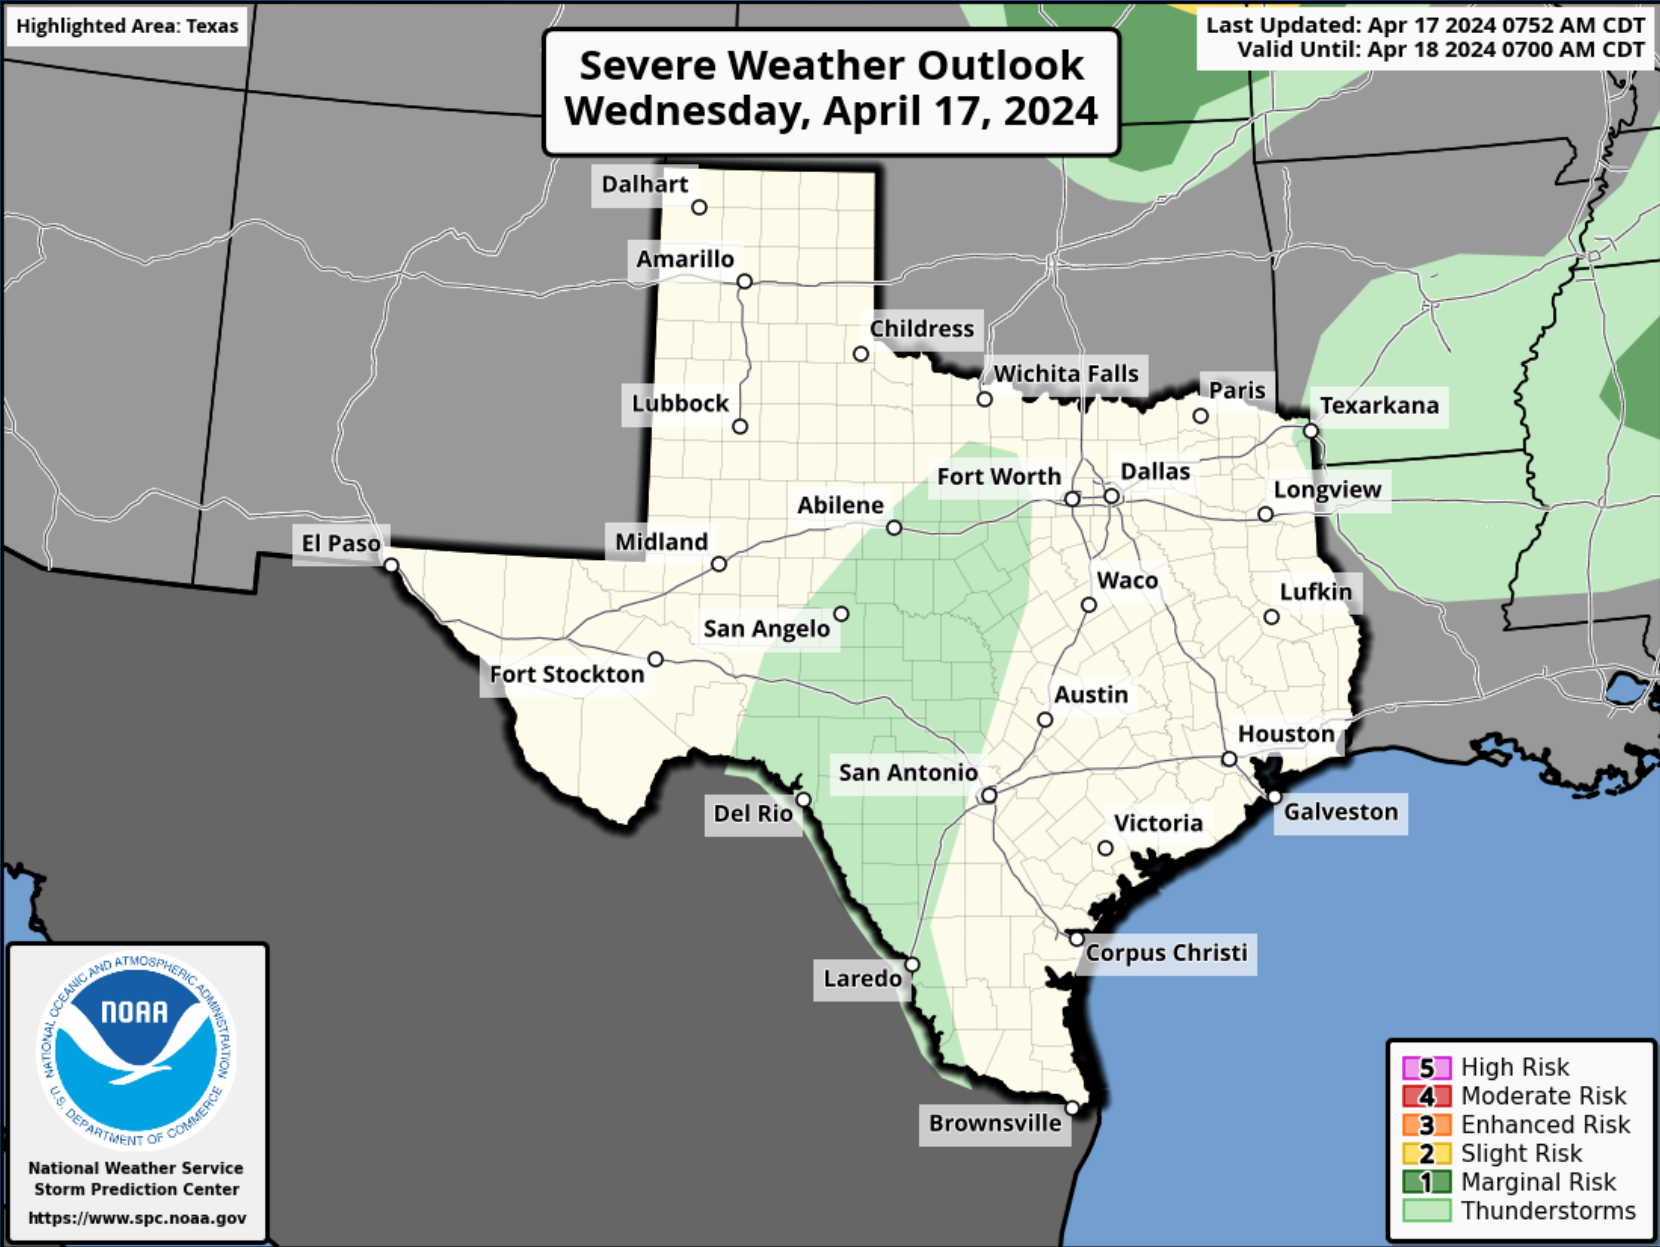 Highlighted Area: Texas
Severe Weather Outlook
Wednesday, April 17, 2024
Last Updated: Apr 17 2024 0752 AM CDT
Valid Until: Apr 18 2024 0700 AM CDT
Dalhart
Amarillo
Childress
Wichita Falls
Paris
Texarkana
Lubbock
Fort Worth
Dallas
Longview
Abilene
El Paso
Midland
Waco
Lufkin
San Angelo
Fort Stockton
Austin
Houston
San Antonio
Del Rio
Galveston
Victoria
Corpus Christi
Laredo
Brownsville
NATIONAL OCEANIC AND ATMOSPHERIC ADMINISTRATION
NOAA
U.S. DEPARTMENT OF COMMERCE
National Weather Service
Storm Prediction Center
https://www.spc.noaa.gov
5 High Risk
4 Moderate Risk
3 Enhanced Risk
2 Slight Risk
1 Marginal Risk
Thunderstorms